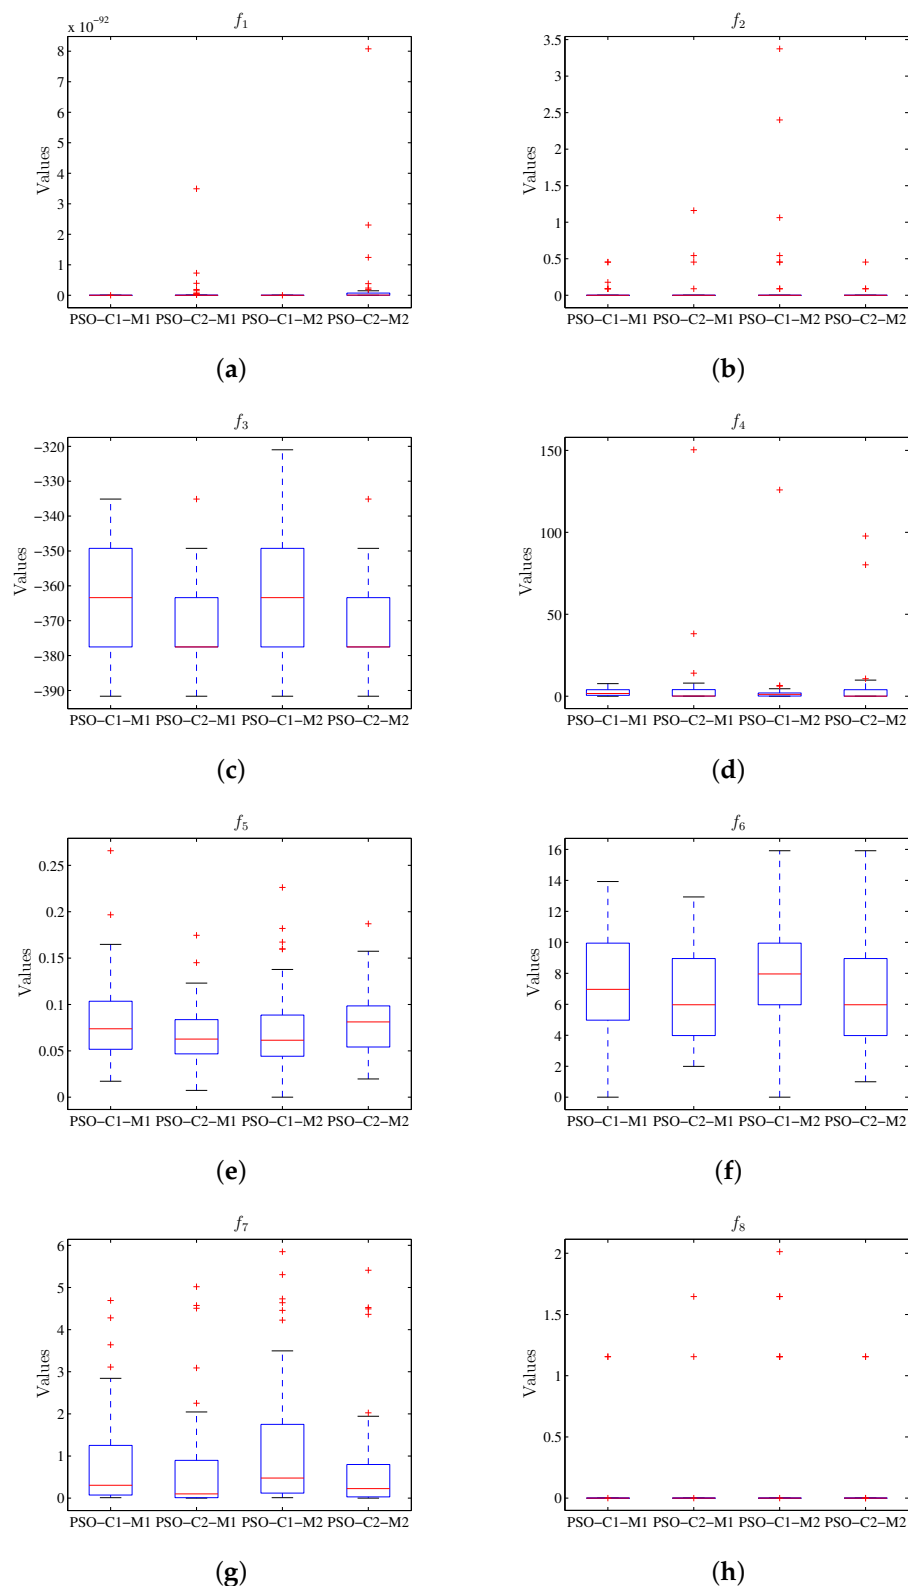 x 10⁻⁹²
f₁
8
7
6
5
4
3
2
1
0
Values
PSO−C1−M1 PSO−C2−M1 PSO−C1−M2 PSO−C2−M2
(a)
f₂
3.5
3
2.5
2
1.5
1
0.5
0
Values
PSO−C1−M1 PSO−C2−M1 PSO−C1−M2 PSO−C2−M2
(b)
f₃
−320
−330
−340
−350
−360
−370
−380
−390
Values
PSO−C1−M1 PSO−C2−M1 PSO−C1−M2 PSO−C2−M2
(c)
f₄
150
100
50
0
Values
PSO−C1−M1 PSO−C2−M1 PSO−C1−M2 PSO−C2−M2
(d)
f₅
0.25
0.2
0.15
0.1
0.05
0
Values
PSO−C1−M1 PSO−C2−M1 PSO−C1−M2 PSO−C2−M2
(e)
f₆
16
14
12
10
8
6
4
2
0
Values
PSO−C1−M1 PSO−C2−M1 PSO−C1−M2 PSO−C2−M2
(f)
f₇
6
5
4
3
2
1
0
Values
PSO−C1−M1 PSO−C2−M1 PSO−C1−M2 PSO−C2−M2
(g)
f₈
2
1.5
1
0.5
0
Values
PSO−C1−M1 PSO−C2−M1 PSO−C1−M2 PSO−C2−M2
(h)